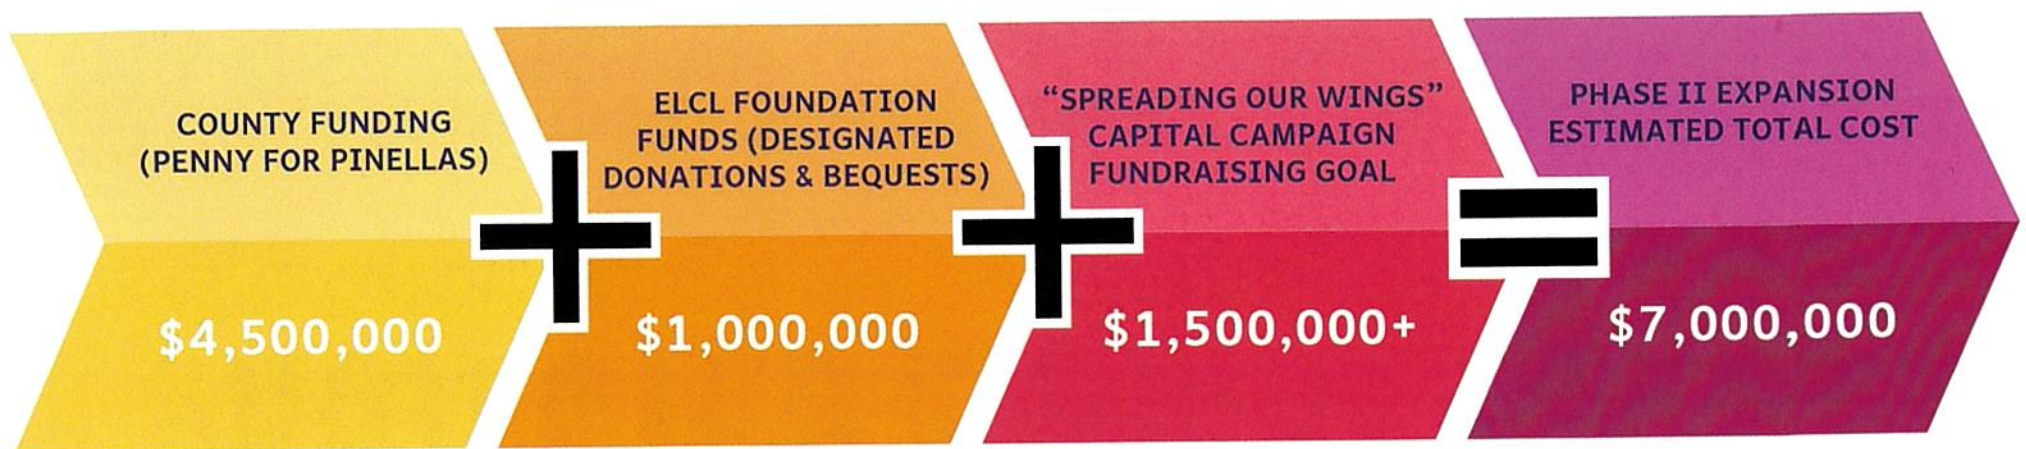 COUNTY FUNDING
(PENNY FOR PINELLAS)
$4,500,000
+
ELCL FOUNDATION
FUNDS (DESIGNATED
DONATIONS & BEQUESTS)
$1,000,000
+
“SPREADING OUR WINGS”
CAPITAL CAMPAIGN
FUNDRAISING GOAL
$1,500,000+
=
PHASE II EXPANSION
ESTIMATED TOTAL COST
$7,000,000